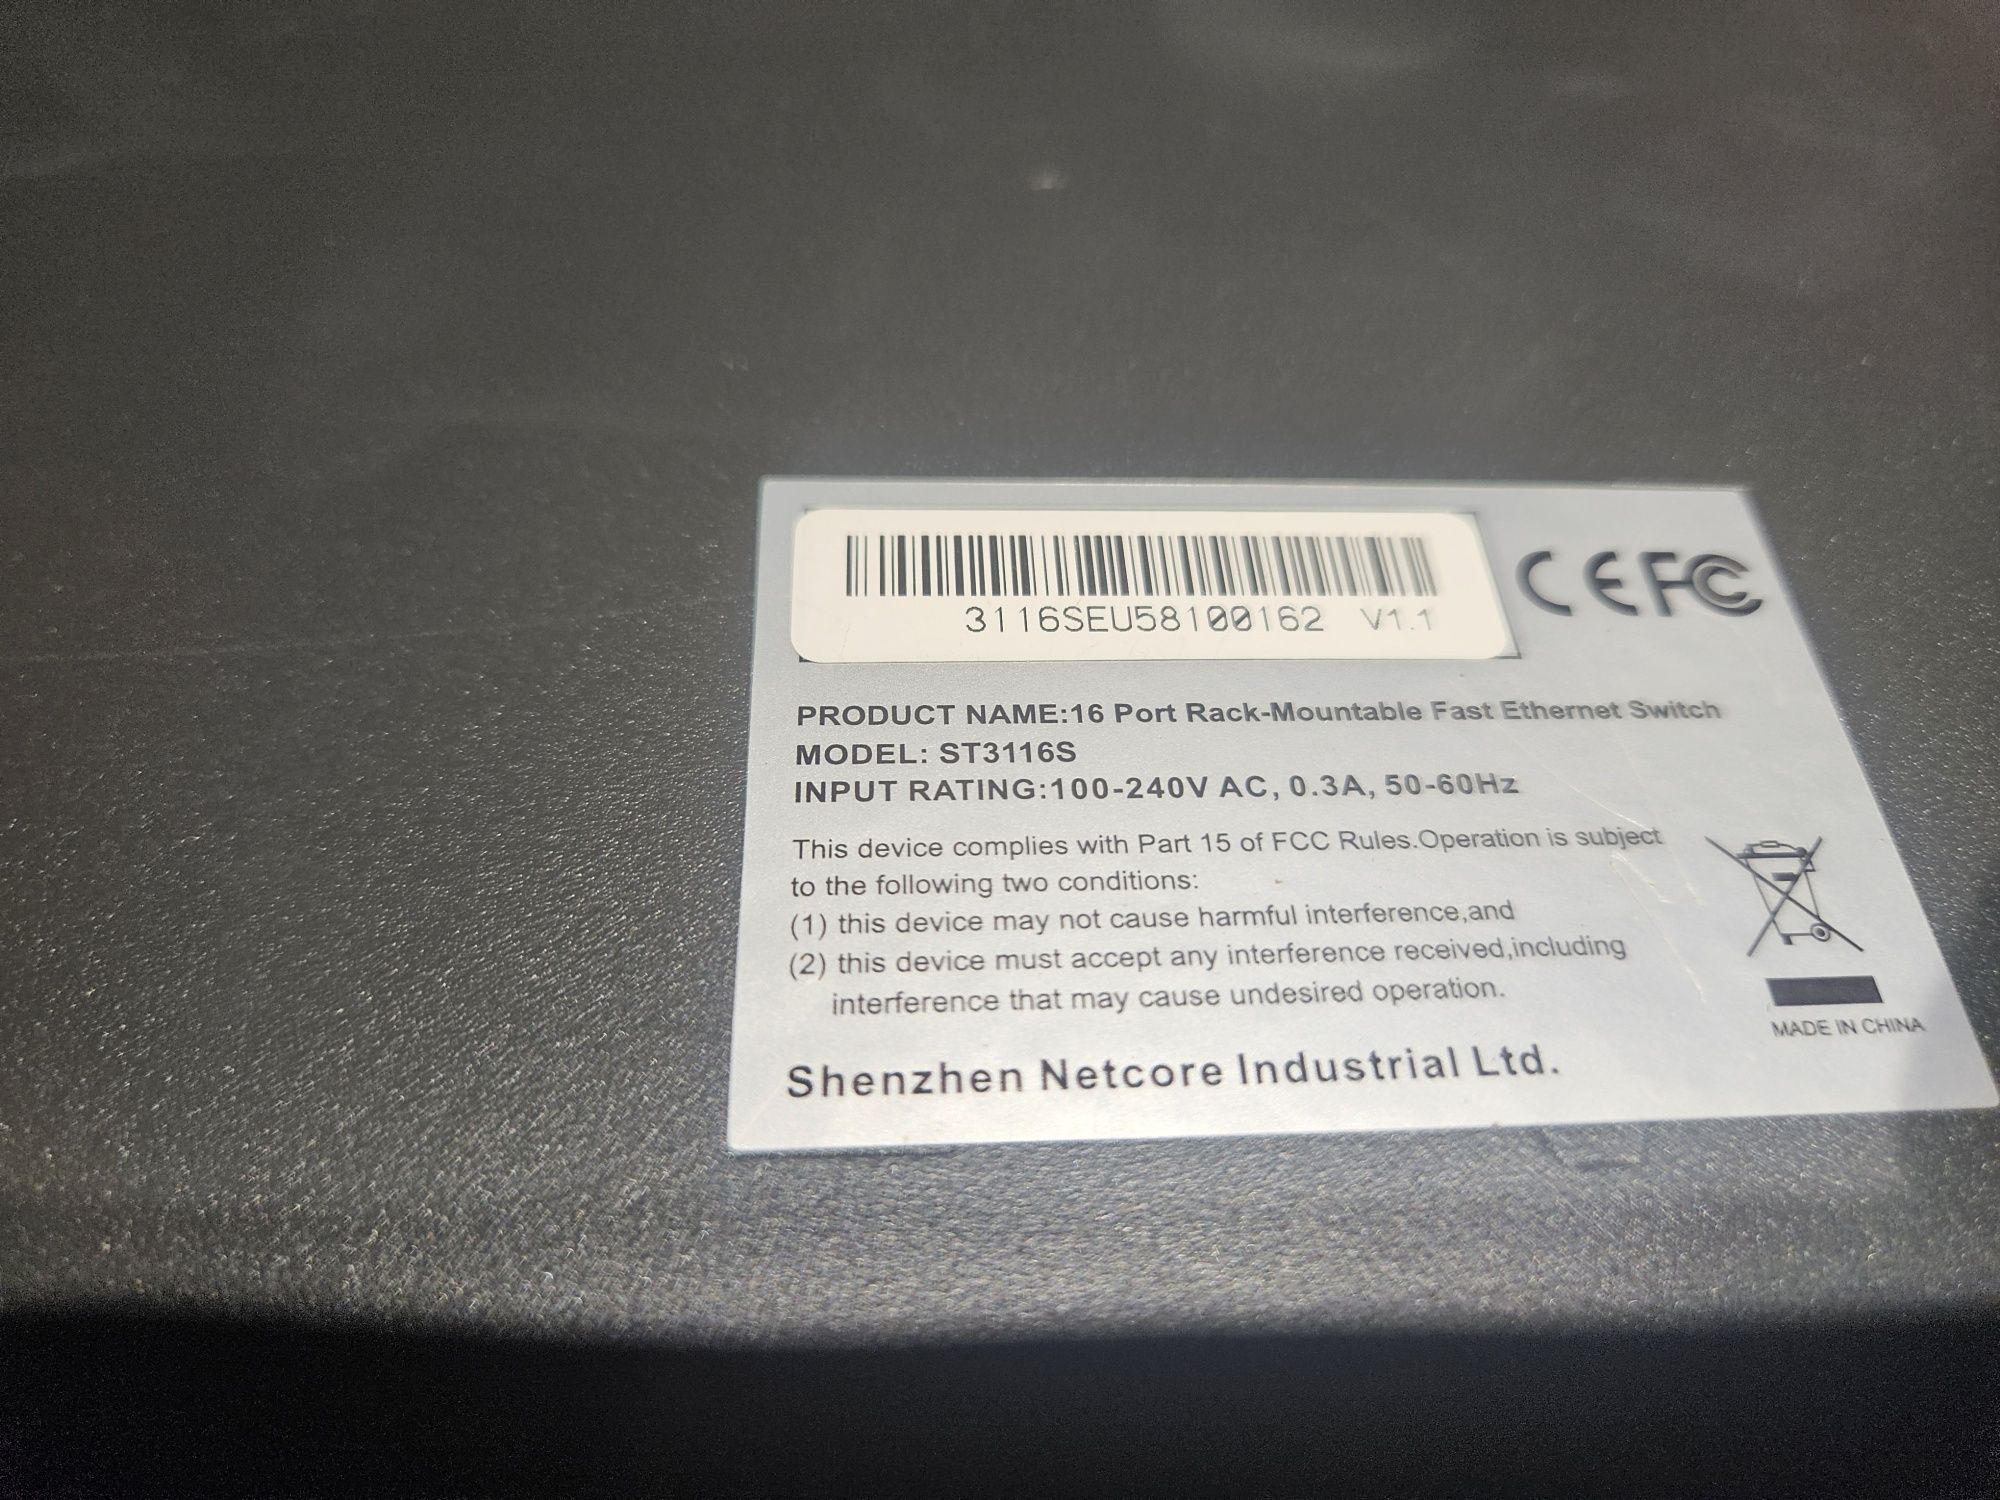 3116SEU58100162 V1.1
CE FC
PRODUCT NAME:16 Port Rack-Mountable Fast Ethernet Switch
MODEL: ST3116S
INPUT RATING:100-240V AC, 0.3A, 50-60Hz
This device complies with Part 15 of FCC Rules.Operation is subject
to the following two conditions:
(1) this device may not cause harmful interference,and
(2) this device must accept any interference received,including
interference that may cause undesired operation.
MADE IN CHINA
Shenzhen Netcore Industrial Ltd.